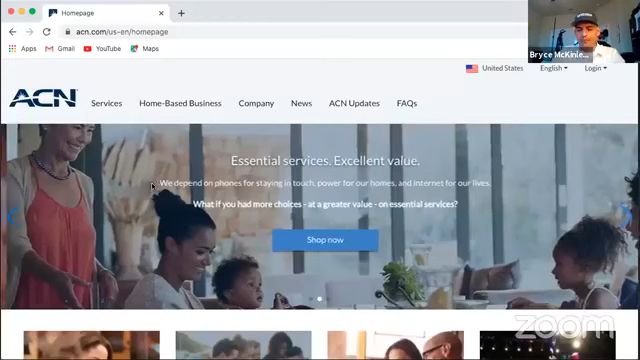 Homepage
acn.com/us-en/homepage
Apps Gmail YouTube Maps
Bryce McKinle...
United States English Login
ACN Services Home-Based Business Company News ACN Updates FAQs
Essential services. Excellent value.
We depend on phones for staying in touch, power for our homes, and internet for our lives.
What if you had more choices - at a greater value - on essential services?
Shop now
zoom